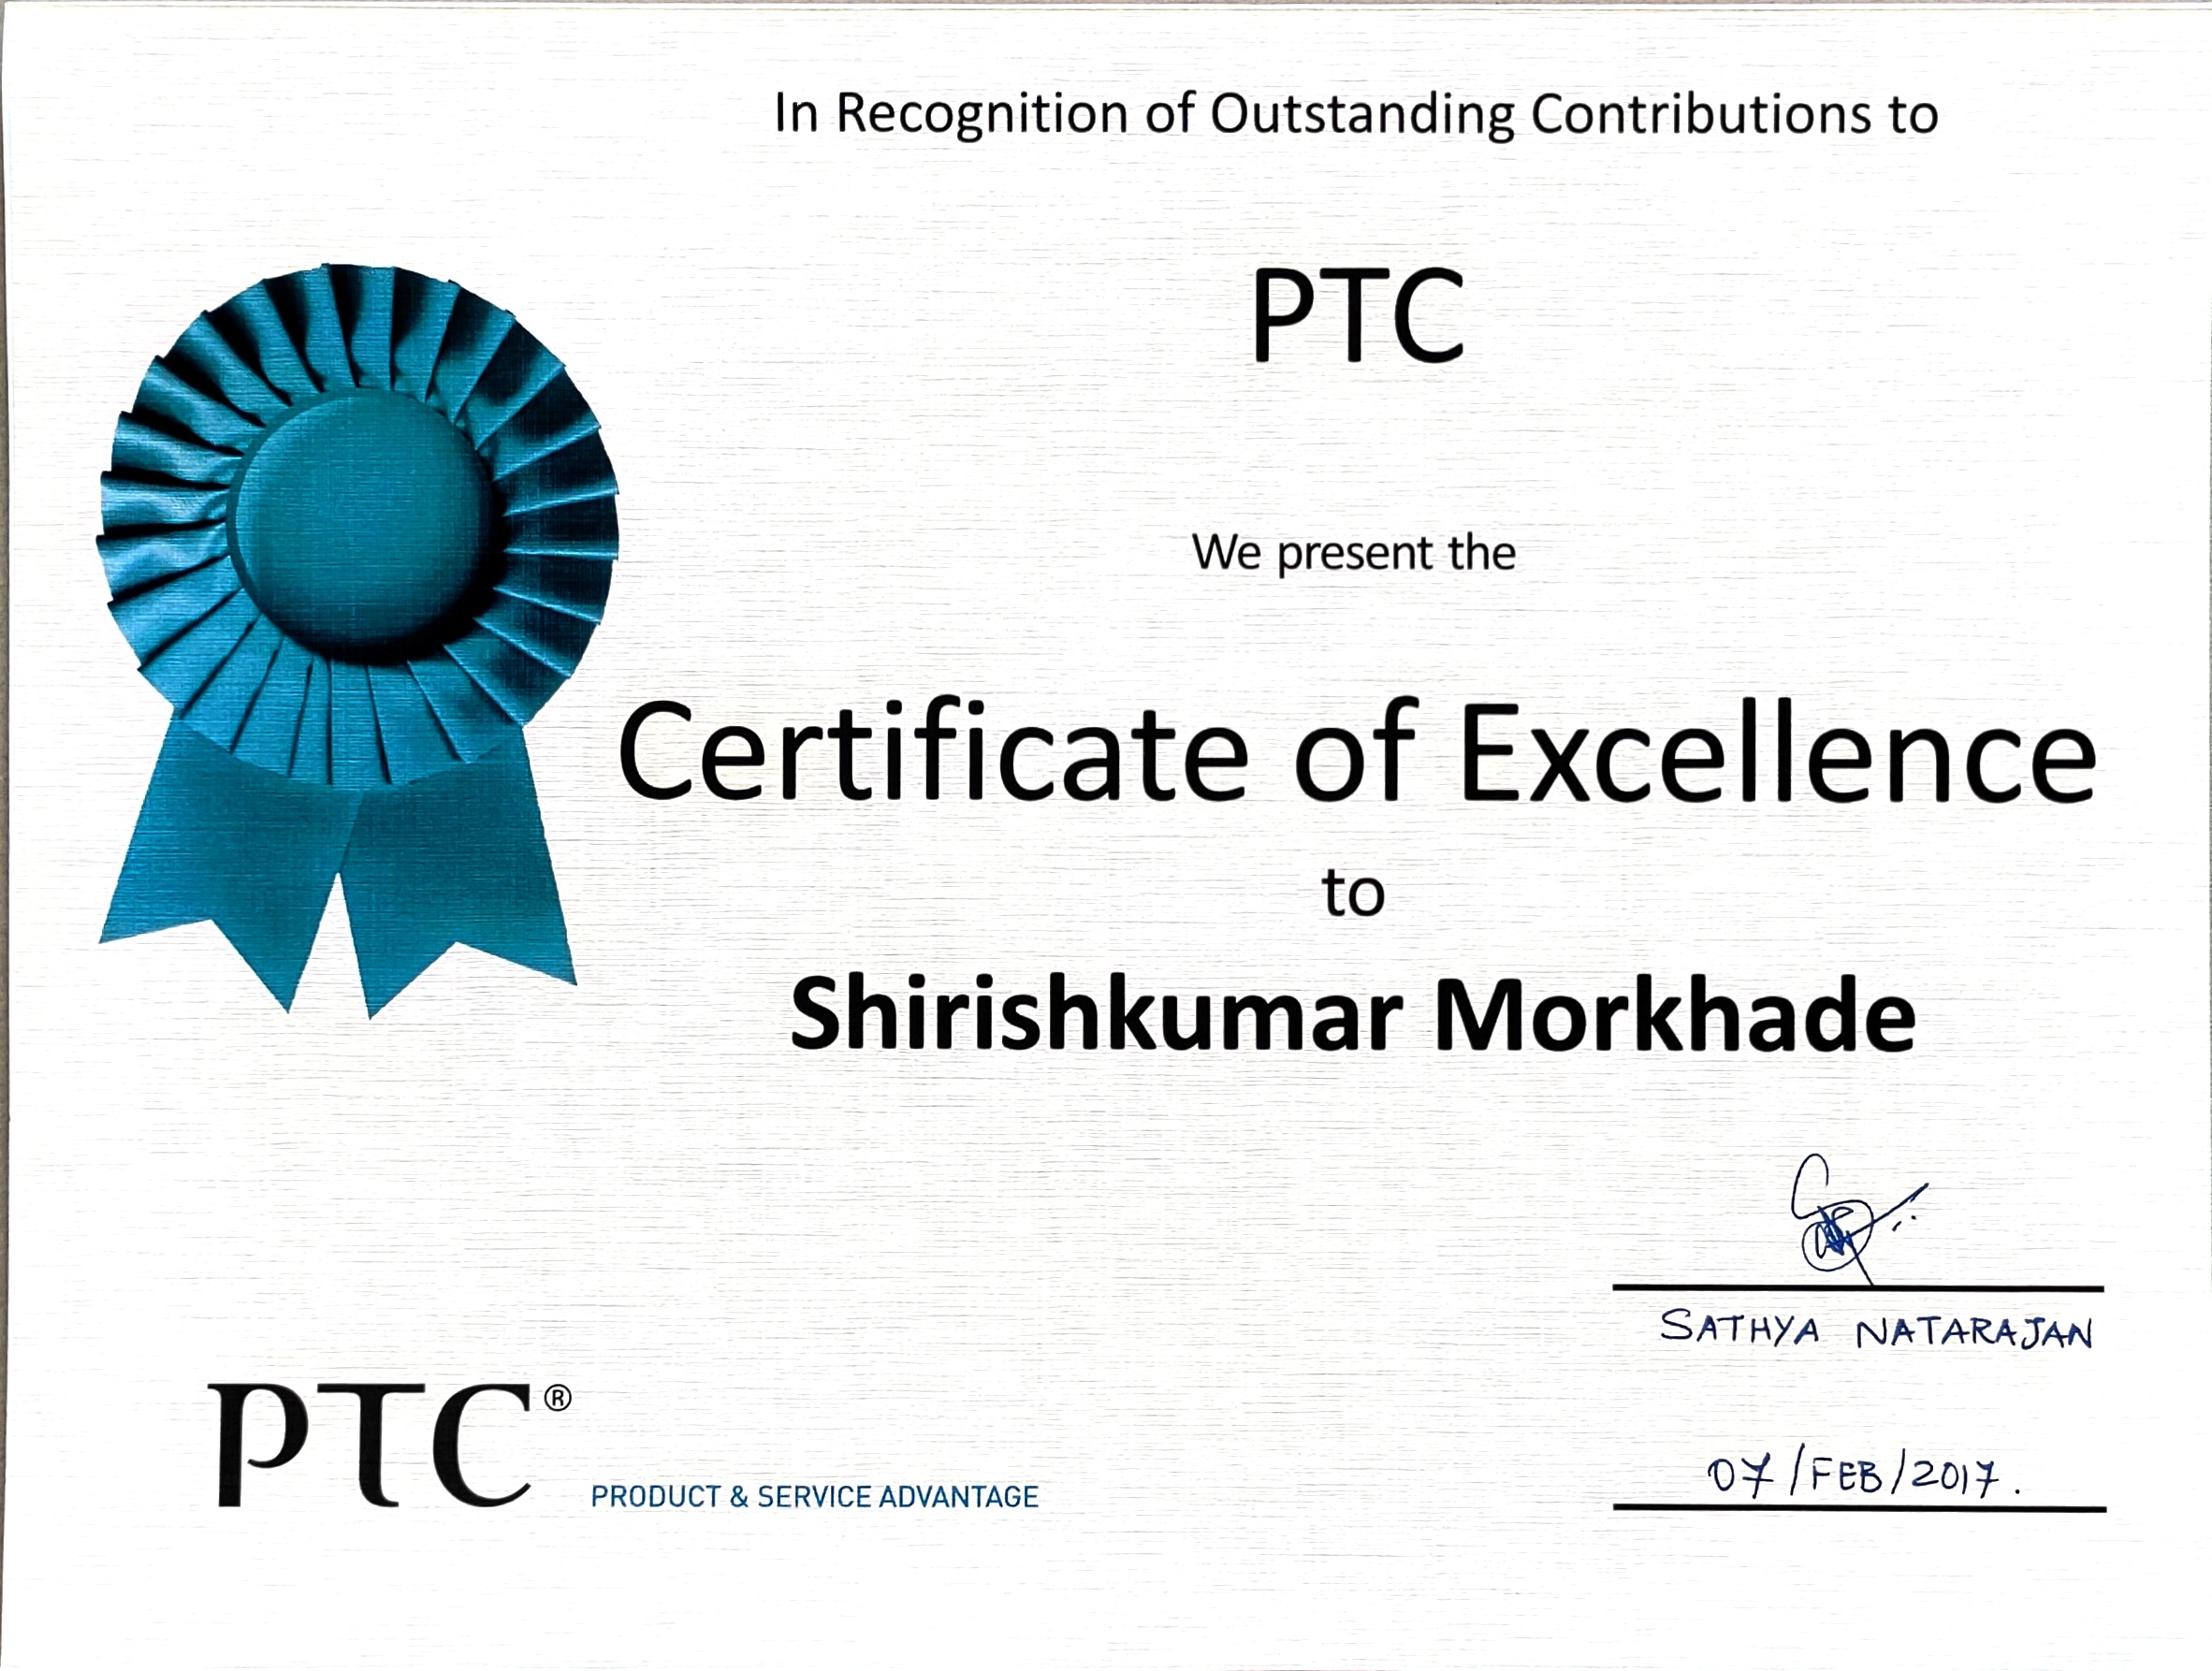 In Recognition of Outstanding Contributions to
PTC
We present the
Certificate of Excellence
to
Shirishkumar Morkhade
SATHYA NATARAJAN
PTC®
PRODUCT & SERVICE ADVANTAGE
07/FEB/2017.